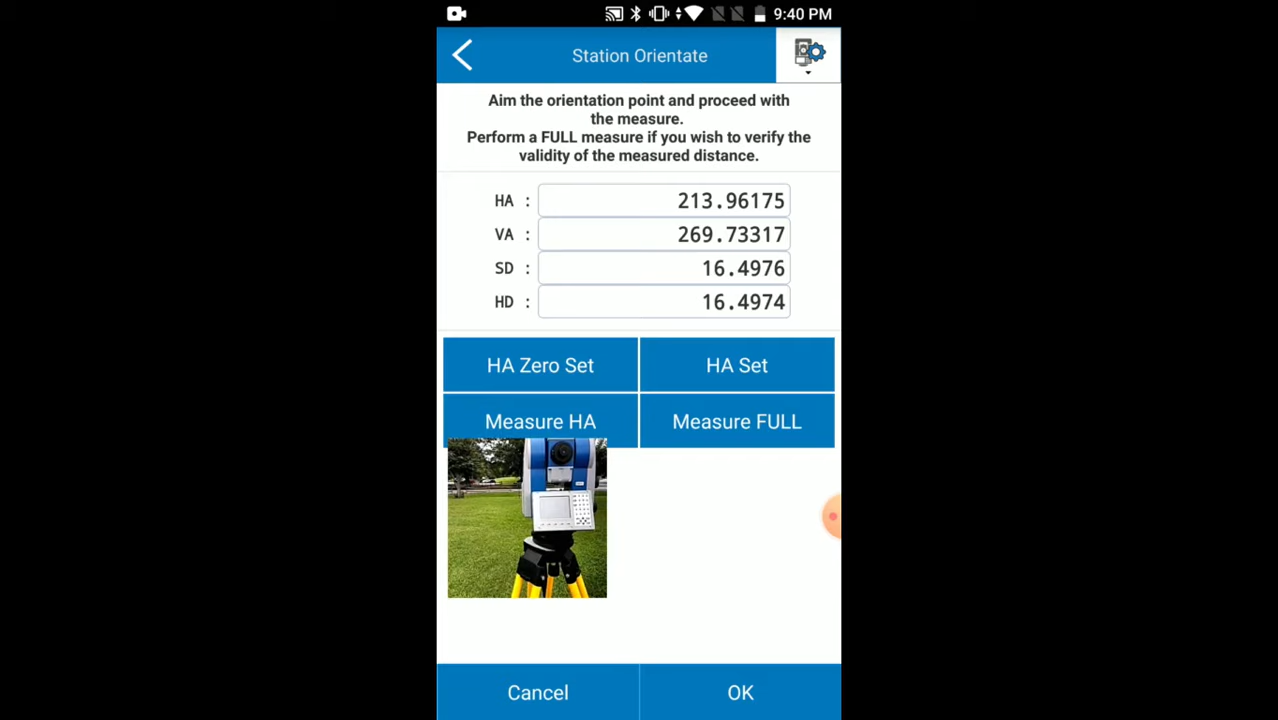 9:40 PM
Station Orientate
Aim the orientation point and proceed with
the measure.
Perform a FULL measure if you wish to verify the
validity of the measured distance.
HA : 213.96175
VA : 269.73317
SD : 16.4976
HD : 16.4974
HA Zero Set HA Set
Measure HA Measure FULL
Cancel OK